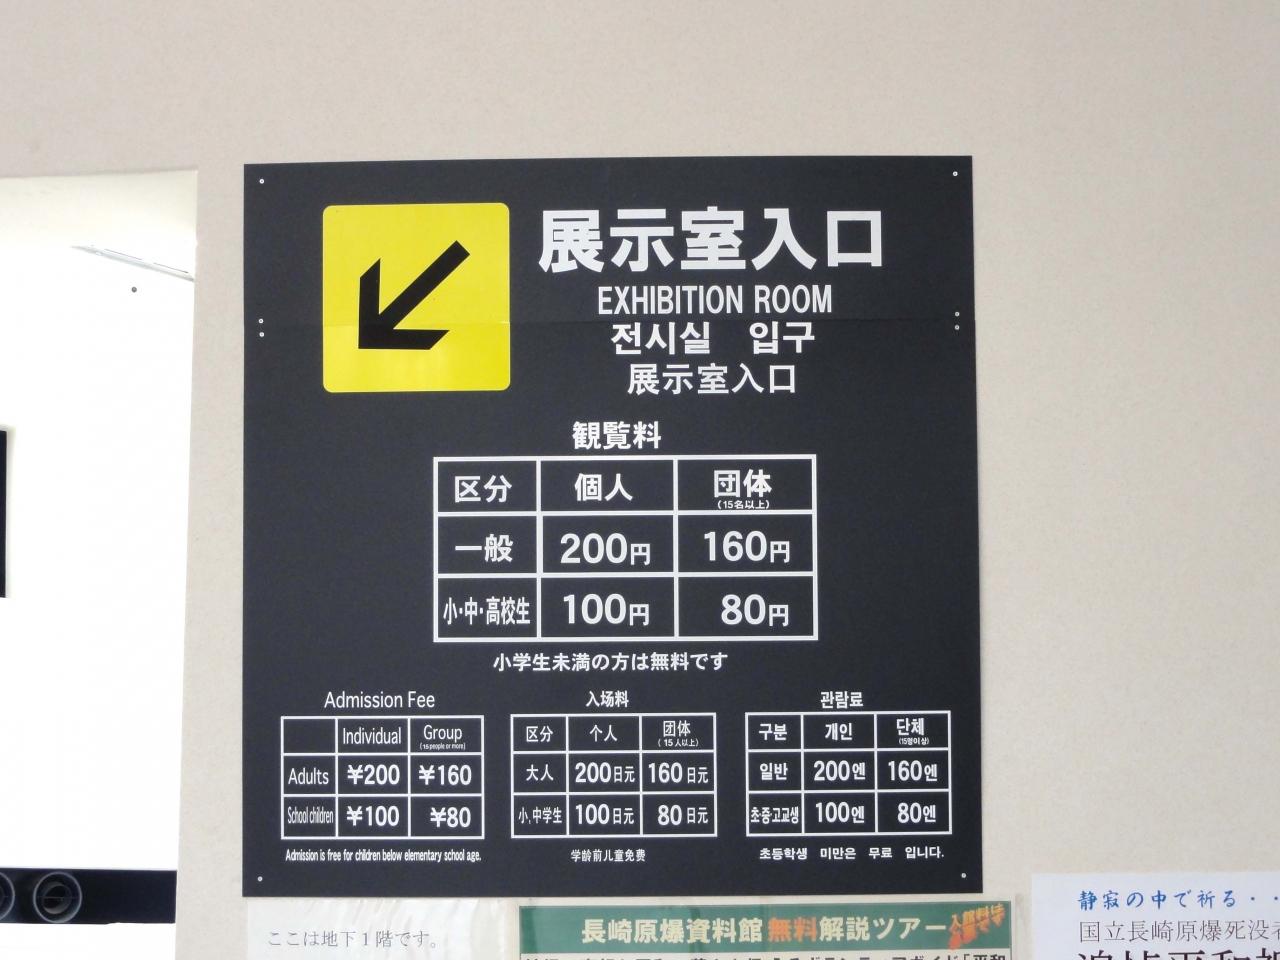 展示室入口
EXHIBITION ROOM
전시실 입구
展示室入口
観覧料
区分 個人 団体
(15名以上)
一般 200円 160円
小・中・高校生 100円 80円
小学生未満の方は無料です
Admission Fee
Individual Group
(15 people or more)
Adults ¥200 ¥160
School children ¥100 ¥80
Admission is free for children below elementary school age.
入场料
区分 个人 团体
(15人以上)
大人 200日元 160日元
小、中学生 100日元 80日元
学龄前儿童免费
관람료
구분 개인 단체
(15명이상)
일반 200엔 160엔
초중고교생 100엔 80엔
초등학생 미만은 무료 입니다.
ここは地下1階です。
長崎原爆資料館 無料解説ツアー
静寂の中で祈る・・
国立長崎原爆死没者